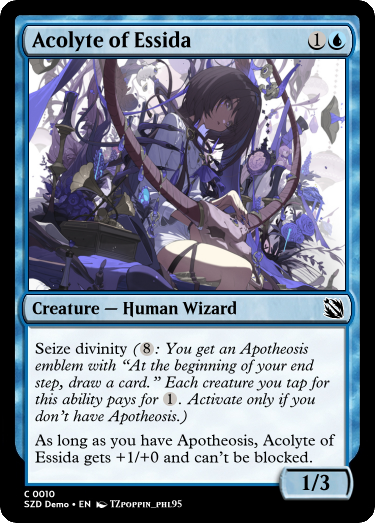 Acolyte of Essida 1
Creature — Human Wizard
Seize divinity (8: You get an Apotheosis
emblem with “At the beginning of your end
step, draw a card.” Each creature you tap for
this ability pays for 1. Activate only if you
don’t have Apotheosis.)
As long as you have Apotheosis, Acolyte of
Essida gets +1/+0 and can’t be blocked.
1/3
C 0010
SZD Demo • EN TZPOPPIN_PHL95